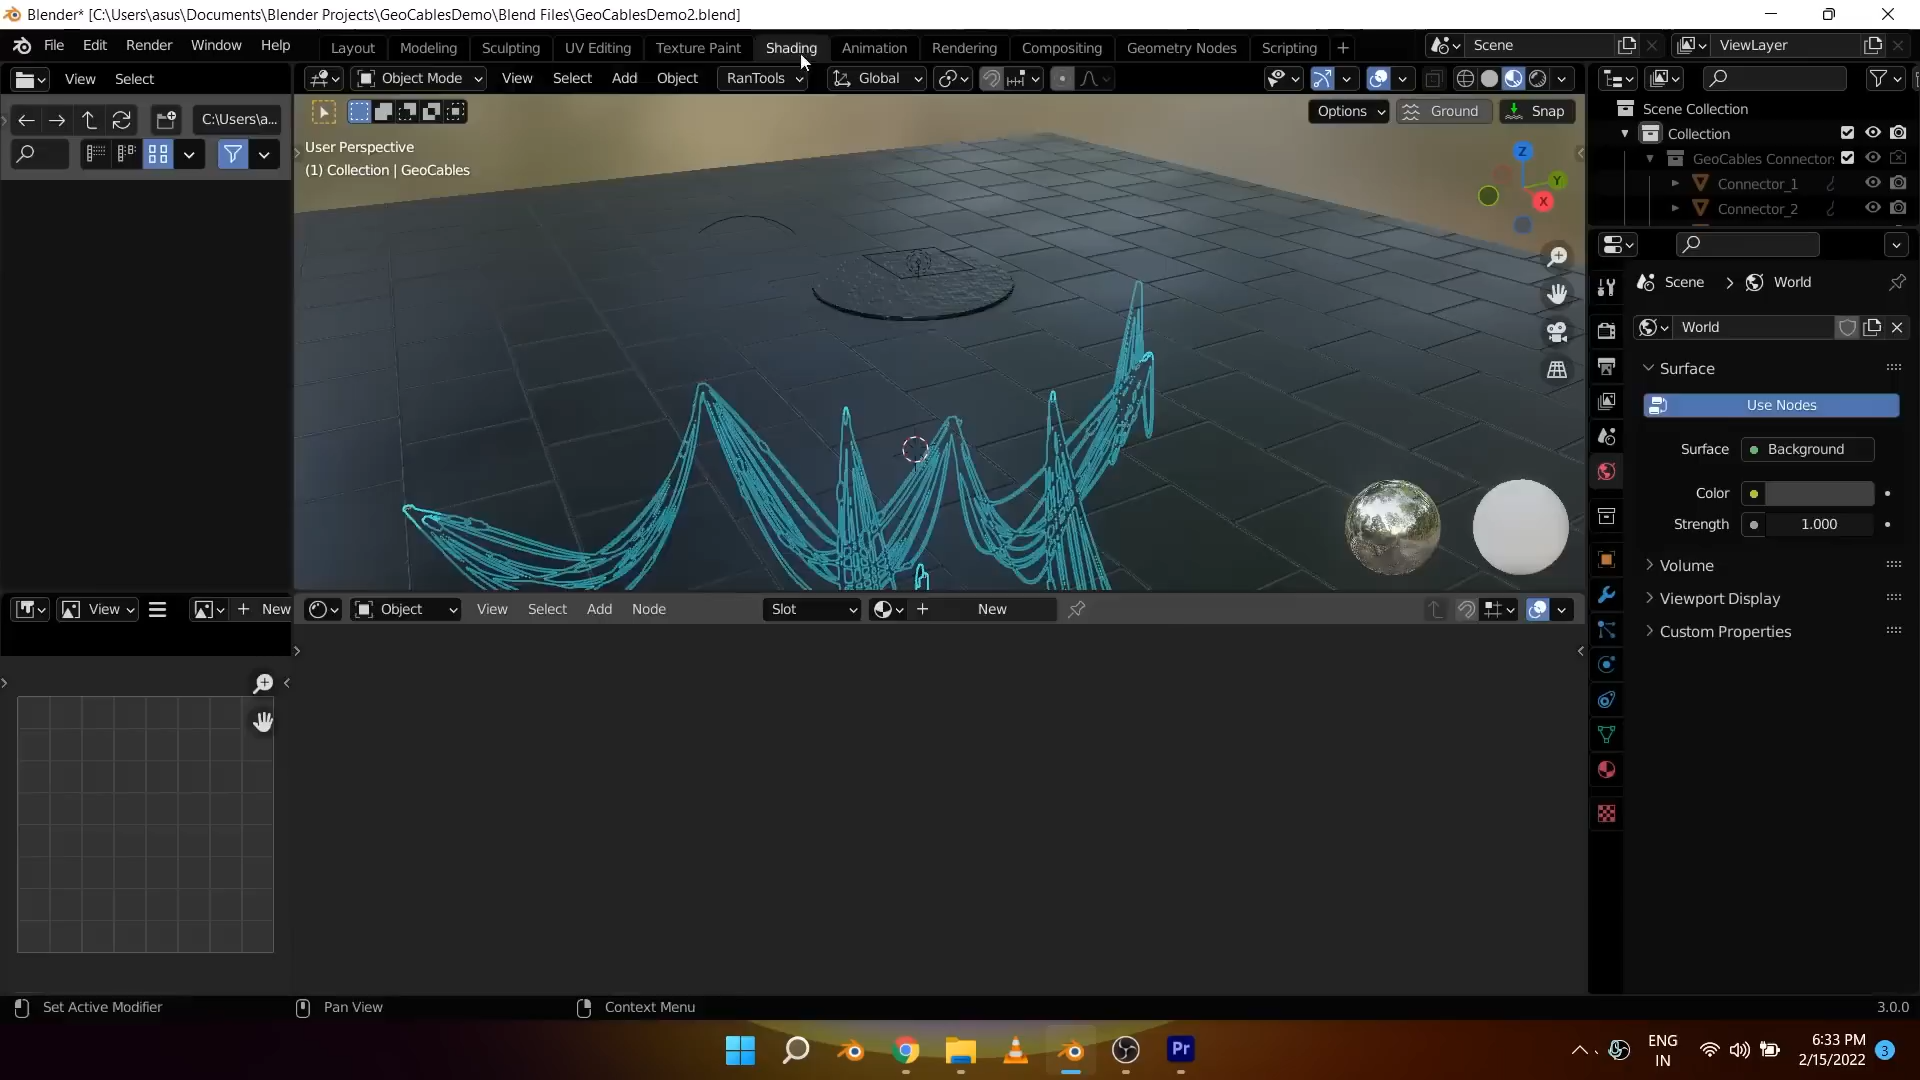 Blender* [C:\Users\asus\Documents\Blender Projects\GeoCablesDemo\Blend Files\GeoCablesDemo2.blend]
File Edit Render Window Help Layout Modeling Sculpting UV Editing Texture Paint Shading Animation Rendering Compositing Geometry Nodes Scripting + Scene ViewLayer
View Select Object Mode View Select Add Object RanTools Global
C:\Users\a... Options Ground Snap Scene Collection
Collection
User Perspective
(1) Collection | GeoCables
GeoCables Connector
Connector_1
Connector_2
Z
Y
X
Scene > World
World
Surface
Use Nodes
Surface Background
Color
Strength 1.000
Volume
Viewport Display
Custom Properties
View + New Object View Select Add Node Slot + New
Set Active Modifier Pan View Context Menu 3.0.0
Pr
ENG
IN
6:33 PM
2/15/2022
3